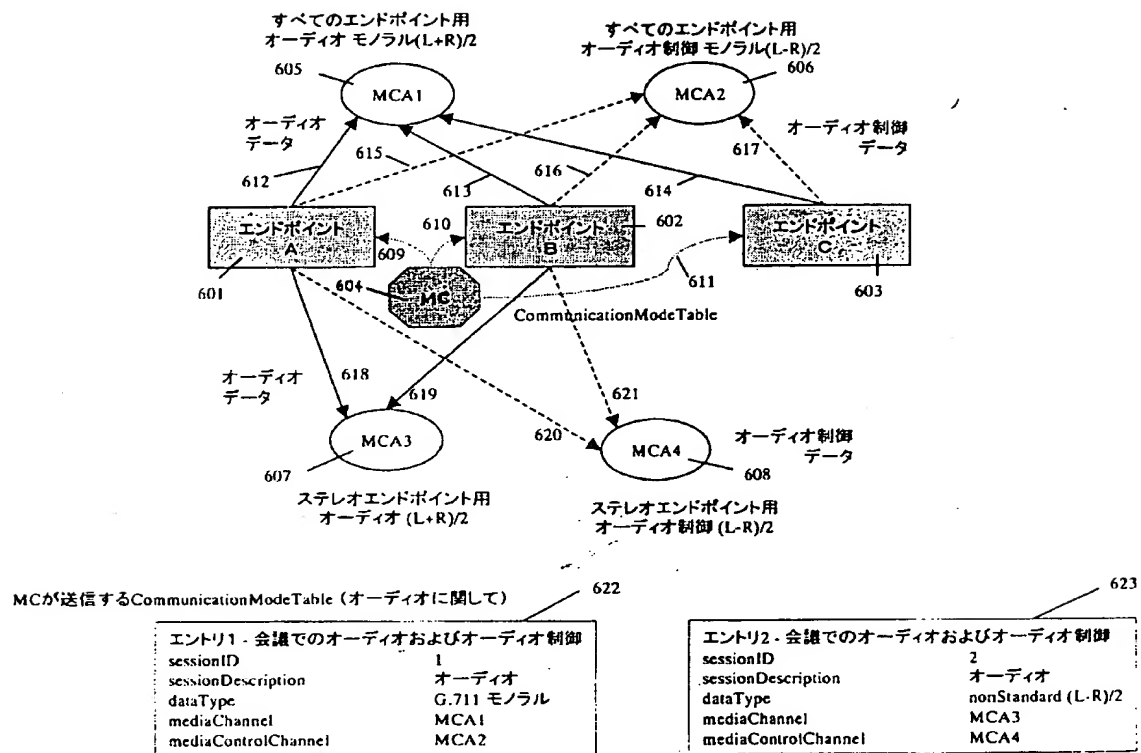 すべてのエンドポイント用
オーディオ モノラル(L+R)/2
すべてのエンドポイント用
オーディオ制御 モノラル(L-R)/2
605
606
MCA1
MCA2
オーディオ
データ
オーディオ制御
データ
615
616
617
612
613
614
エンドポイント
A
610
エンドポイント
B
602
エンドポイント
C
609
601
604
MC
611
603
CommunicationModeTable
オーディオ
データ
618
619
621
620
MCA3
MCA4
オーディオ制御
データ
607
608
ステレオエンドポイント用
オーディオ (L+R)/2
ステレオエンドポイント用
オーディオ制御 (L-R)/2
MCが送信するCommunicationModeTable (オーディオに関して)
622
623
エントリ1 - 会議でのオーディオおよびオーディオ制御
sessionID 1
sessionDescription オーディオ
dataType G.711 モノラル
mediaChannel MCA1
mediaControlChannel MCA2
エントリ2 - 会議でのオーディオおよびオーディオ制御
sessionID 2
sessionDescription オーディオ
dataType nonStandard (L-R)/2
mediaChannel MCA3
mediaControlChannel MCA4